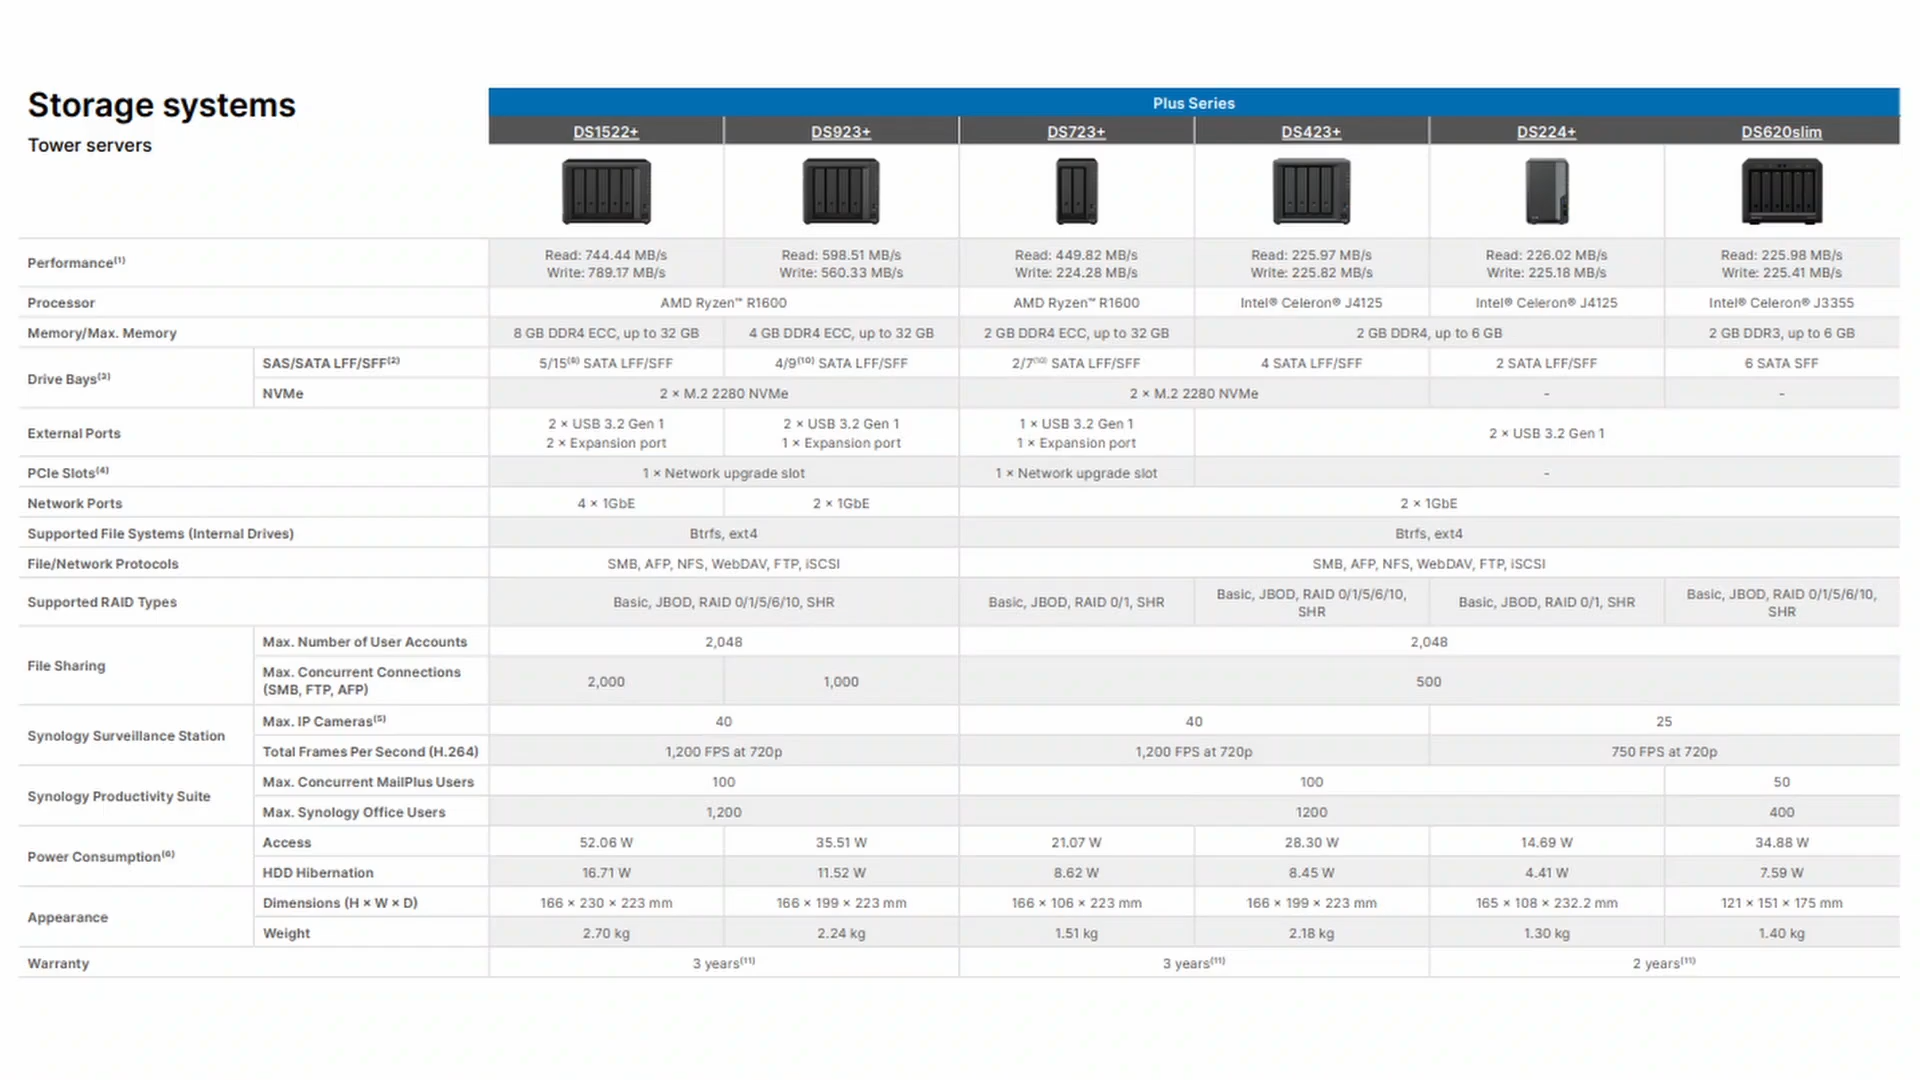 Storage systems
Tower servers
Plus Series
DS1522+ DS923+ DS723+ DS423+ DS224+ DS620slim
Performance(1)
Read: 744.44 MB/s Read: 598.51 MB/s Read: 449.82 MB/s Read: 225.97 MB/s Read: 226.02 MB/s Read: 225.98 MB/s
Write: 789.17 MB/s Write: 560.33 MB/s Write: 224.28 MB/s Write: 225.82 MB/s Write: 225.18 MB/s Write: 225.41 MB/s
Processor AMD Ryzen™ R1600 AMD Ryzen™ R1600 Intel® Celeron® J4125 Intel® Celeron® J4125 Intel® Celeron® J3355
Memory/Max. Memory 8 GB DDR4 ECC, up to 32 GB 4 GB DDR4 ECC, up to 32 GB 2 GB DDR4 ECC, up to 32 GB 2 GB DDR4, up to 6 GB 2 GB DDR3, up to 6 GB
Drive Bays(3)
SAS/SATA LFF/SFF(2) 5/15(9) SATA LFF/SFF 4/9(10) SATA LFF/SFF 2/7(10) SATA LFF/SFF 4 SATA LFF/SFF 2 SATA LFF/SFF 6 SATA SFF
NVMe 2 × M.2 2280 NVMe 2 × M.2 2280 NVMe - -
External Ports
2 × USB 3.2 Gen 1 2 × USB 3.2 Gen 1 1 × USB 3.2 Gen 1 2 × USB 3.2 Gen 1
2 × Expansion port 1 × Expansion port 1 × Expansion port
PCIe Slots(4) 1 × Network upgrade slot 1 × Network upgrade slot -
Network Ports 4 × 1GbE 2 × 1GbE 2 × 1GbE
Supported File Systems (Internal Drives) Btrfs, ext4 Btrfs, ext4
File/Network Protocols SMB, AFP, NFS, WebDAV, FTP, iSCSI SMB, AFP, NFS, WebDAV, FTP, iSCSI
Supported RAID Types Basic, JBOD, RAID 0/1/5/6/10, SHR Basic, JBOD, RAID 0/1, SHR Basic, JBOD, RAID 0/1/5/6/10, SHR Basic, JBOD, RAID 0/1, SHR Basic, JBOD, RAID 0/1/5/6/10, SHR
File Sharing
Max. Number of User Accounts 2,048 2,048
Max. Concurrent Connections
(SMB, FTP, AFP) 2,000 1,000 500
Synology Surveillance Station
Max. IP Cameras(5) 40 40 25
Total Frames Per Second (H.264) 1,200 FPS at 720p 1,200 FPS at 720p 750 FPS at 720p
Synology Productivity Suite
Max. Concurrent MailPlus Users 100 100 50
Max. Synology Office Users 1,200 1200 400
Power Consumption(6)
Access 52.06 W 35.51 W 21.07 W 28.30 W 14.69 W 34.88 W
HDD Hibernation 16.71 W 11.52 W 8.62 W 8.45 W 4.41 W 7.59 W
Appearance
Dimensions (H × W × D) 166 × 230 × 223 mm 166 × 199 × 223 mm 166 × 106 × 223 mm 166 × 199 × 223 mm 165 × 108 × 232.2 mm 121 × 151 × 175 mm
Weight 2.70 kg 2.24 kg 1.51 kg 2.18 kg 1.30 kg 1.40 kg
Warranty 3 years(11) 3 years(11) 2 years(11)